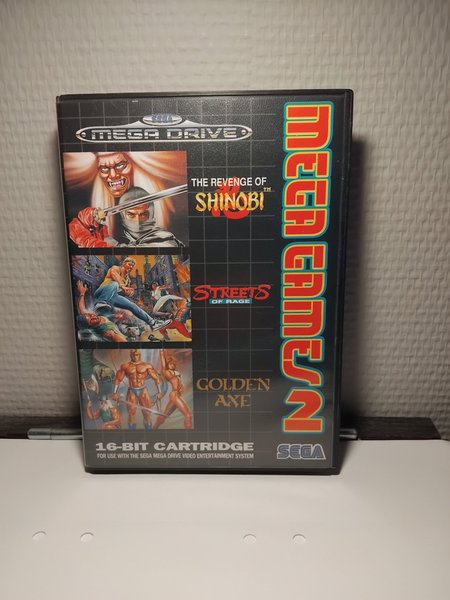 SEGA
MEGA DRIVE
THE REVENGE OF
SHINOBI™
STREETS
OF RAGE
GOLDEN
AXE
MEGA GAMES 2
16-BIT CARTRIDGE
FOR USE WITH THE SEGA MEGA DRIVE VIDEO ENTERTAINMENT SYSTEM
SEGA